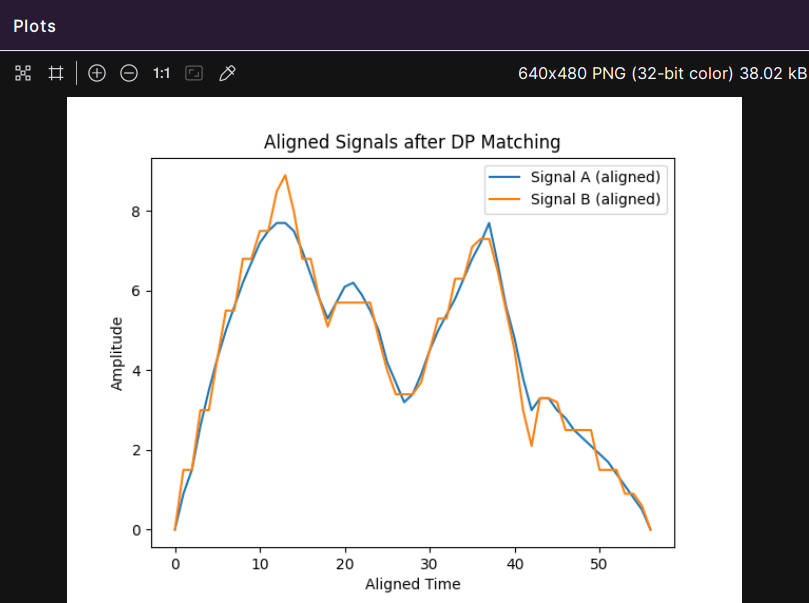 Plots
1:1
640x480 PNG (32-bit color) 38.02 kB
Aligned Signals after DP Matching
Signal A (aligned)
Signal B (aligned)
Amplitude
8
6
4
2
0
0 10 20 30 40 50
Aligned Time